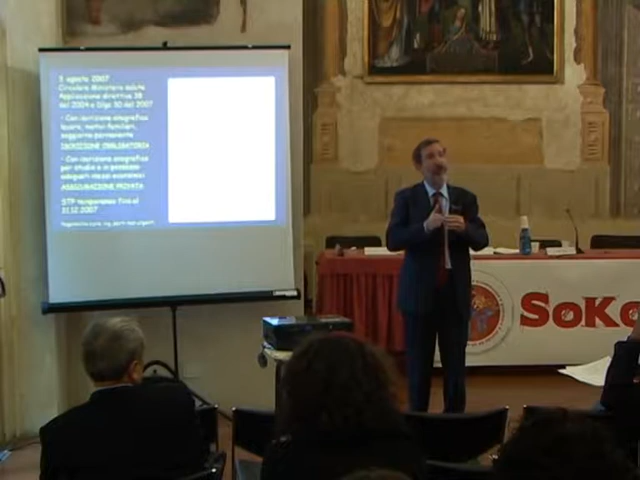 3 agosto 2007
Circolare Ministero salute
Applicazione direttiva 38
del 2004 e Dlgs 30 del 2007
- Con iscrizione anagrafica
lavoro, motivi familiari,
soggiorno permanente
ISCRIZIONE OBBLIGATORIA
- Con iscrizione anagrafica
per studio o in possesso
adeguati mezzi economici
ASSICURAZIONE PRIVATA
STP temporaneo fino al
31.12.2007
SoKo